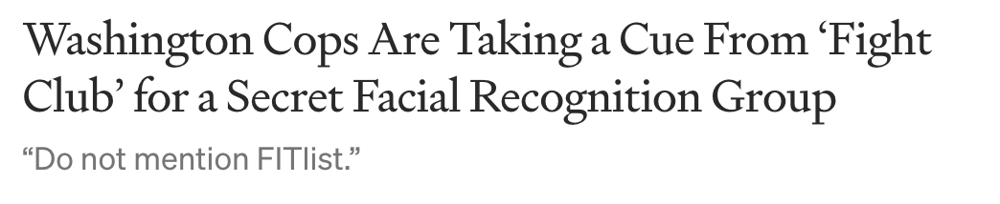 Washington Cops Are Taking a Cue From ‘Fight
Club’ for a Secret Facial Recognition Group
“Do not mention FITlist.”